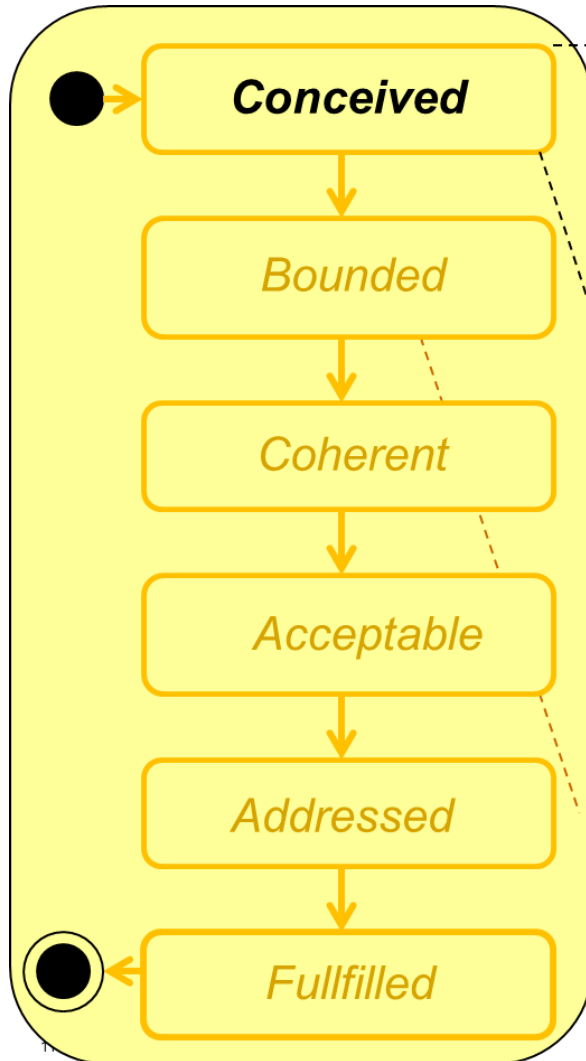 Conceived
Bounded
Coherent
Acceptable
Addressed
Fullfilled